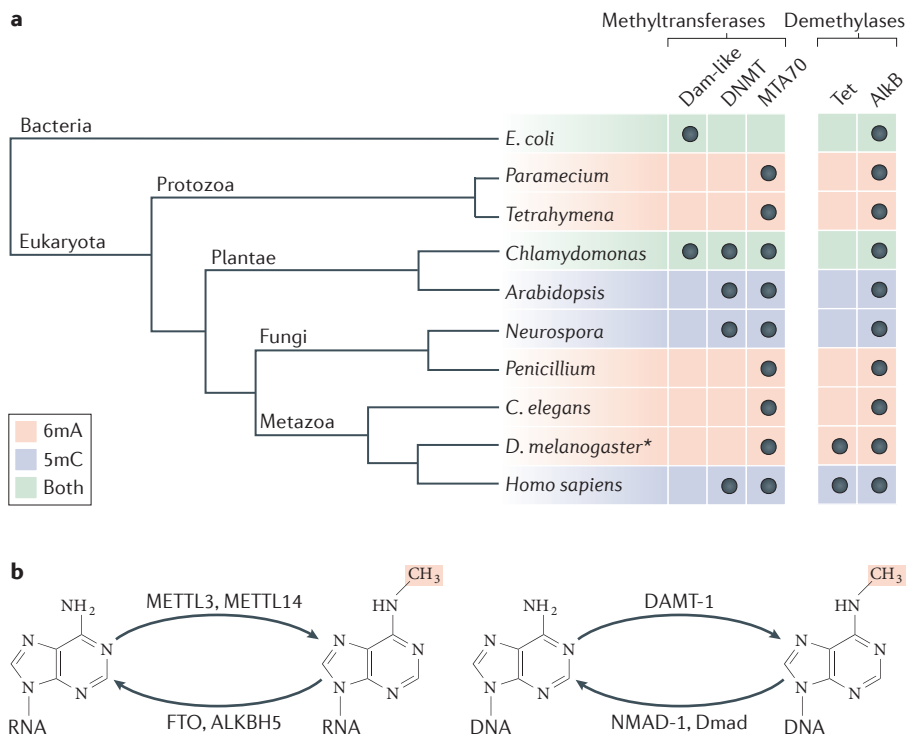 a
Methyltransferases
Demethylases
Dam-like
DNMT
MTA70
Tet
AlkB
Bacteria
E. coli
Protozoa
Paramecium
Tetrahymena
Eukaryota
Plantae
Chlamydomonas
Arabidopsis
Fungi
Neurospora
Penicillium
Metazoa
C. elegans
D. melanogaster*
Homo sapiens
6mA
5mC
Both
b
NH₂
N
N
N
N
RNA
METTL3, METTL14
FTO, ALKBH5
CH₃
HN
N
N
N
N
RNA
NH₂
N
N
N
N
DNA
DAMT-1
NMAD-1, Dmad
CH₃
HN
N
N
N
N
DNA